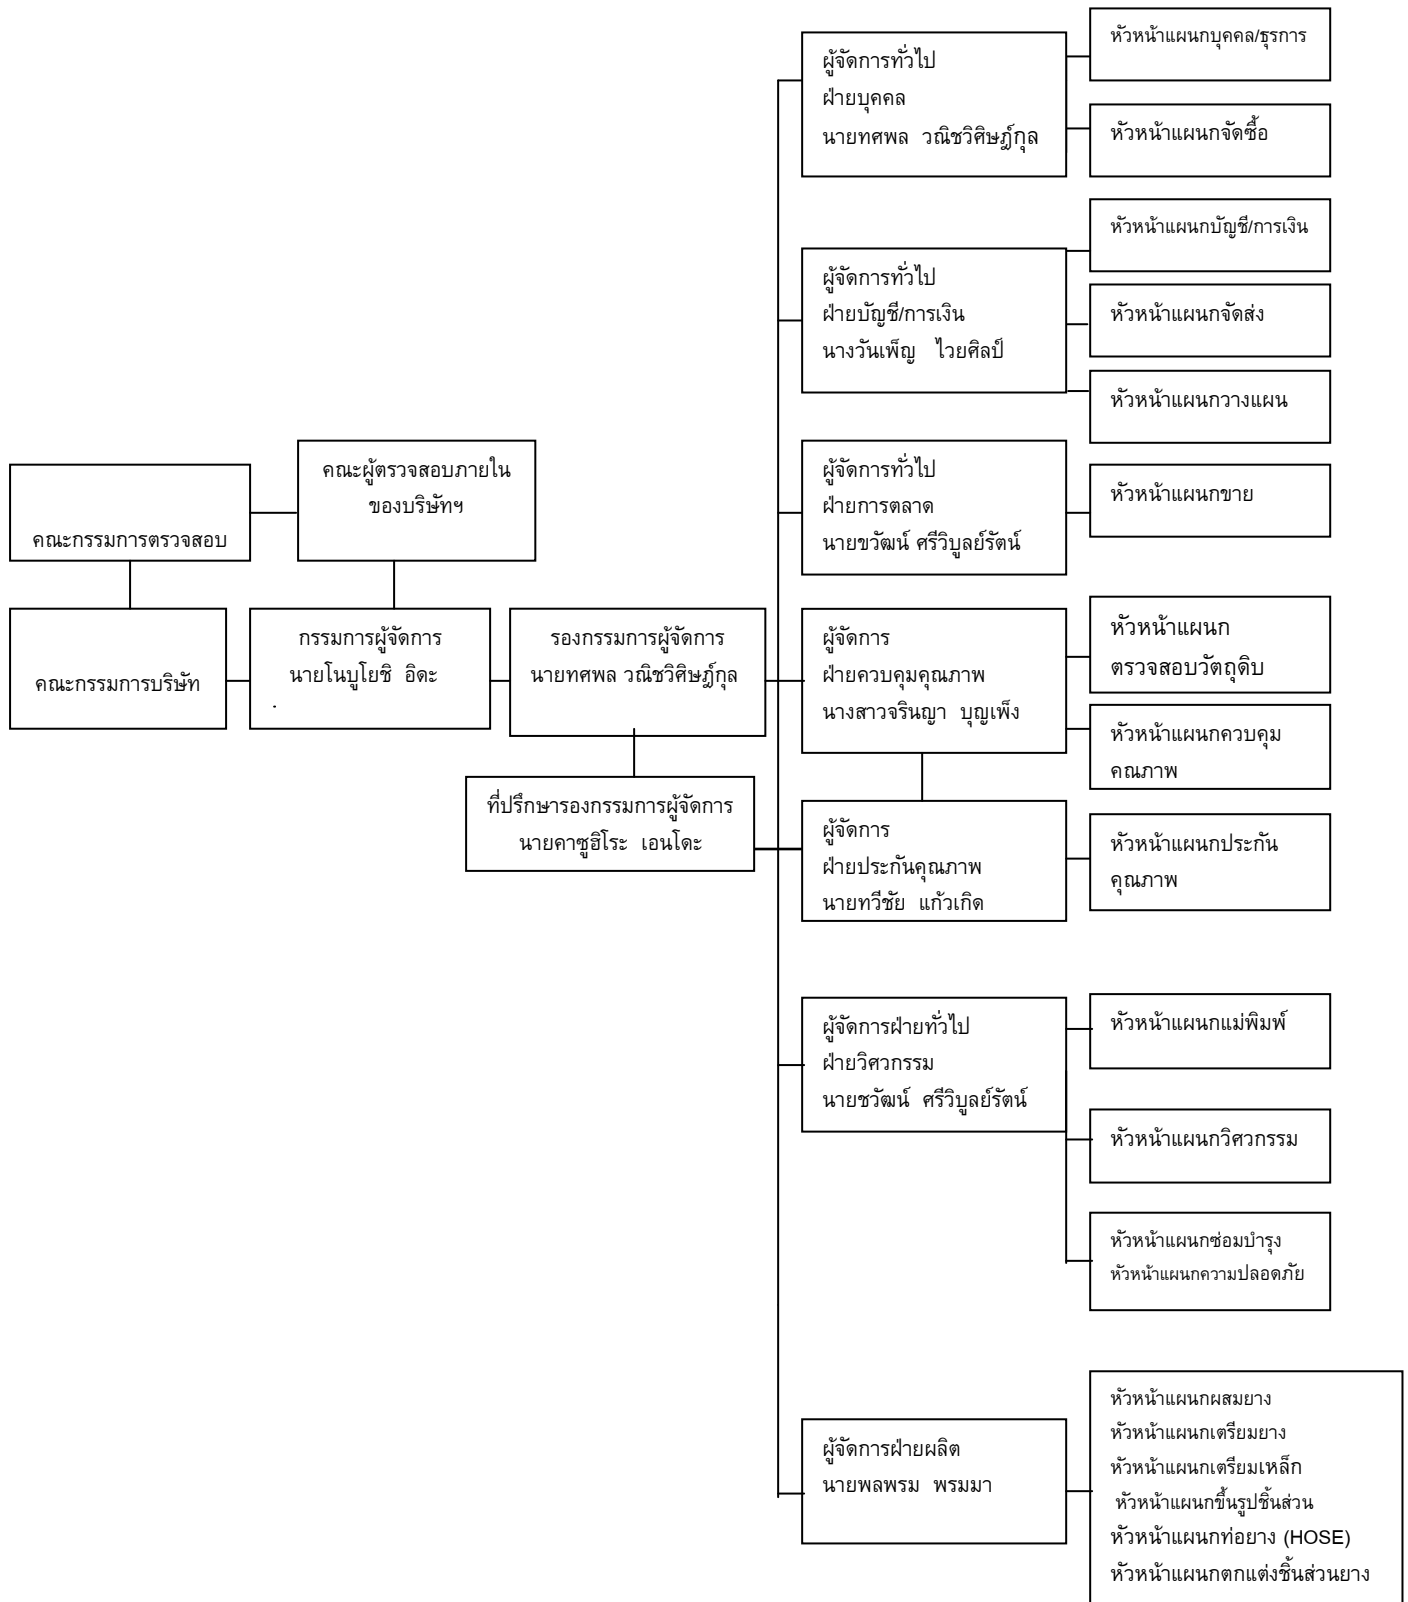 คณะกรรมการตรวจสอบ
คณะผู้ตรวจสอบภายใน
ของบริษัทฯ
คณะกรรมการบริษัท
กรรมการผู้จัดการ
นายโนบูโยชิ อิดะ
.
รองกรรมการผู้จัดการ
นายทศพล วณิชวิศิษฎ์กุล
ที่ปรึกษารองกรรมการผู้จัดการ
นายคาซูฮิโระ เอนโดะ
ผู้จัดการทั่วไป
ฝ่ายบุคคล
นายทศพล วณิชวิศิษฎ์กุล
หัวหน้าแผนกบุคคล/ธุรการ
หัวหน้าแผนกจัดซื้อ
ผู้จัดการทั่วไป
ฝ่ายบัญชี/การเงิน
นางวันเพ็ญ ไวยศิลป์
หัวหน้าแผนกบัญชี/การเงิน
หัวหน้าแผนกจัดส่ง
หัวหน้าแผนกวางแผน
ผู้จัดการทั่วไป
ฝ่ายการตลาด
นายขวัฒน์ ศรีวิบูลย์รัตน์
หัวหน้าแผนกขาย
ผู้จัดการ
ฝ่ายควบคุมคุณภาพ
นางสาวจรินญา บุญเพ็ง
หัวหน้าแผนก
ตรวจสอบวัตถุดิบ
หัวหน้าแผนกควบคุม
คณภาพ
ผู้จัดการ
ฝ่ายประกันคุณภาพ
นายทวีชัย แก้วเกิด
หัวหน้าแผนกประกัน
คุณภาพ
ผู้จัดการฝ่ายทั่วไป
ฝ่ายวิศวกรรม
นายชวัฒน์ ศรีวิบูลย์รัตน์
หัวหน้าแผนกแม่พิมพ์
หัวหน้าแผนกวิศวกรรม
หัวหน้าแผนกซ่อมบำรุง
หัวหน้าแผนกความปลอดภัย
ผู้จัดการฝ่ายผลิต
นายพลพรม พรมมา
หัวหน้าแผนกผสมยาง
หัวหน้าแผนกเตรียมยาง
หัวหน้าแผนกเตรียมเหล็ก
หัวหน้าแผนกขึ้นรูปชิ้นส่วน
หัวหน้าแผนกท่อยาง (HOSE)
หัวหน้าแผนกตกแต่งชิ้นส่วนยาง